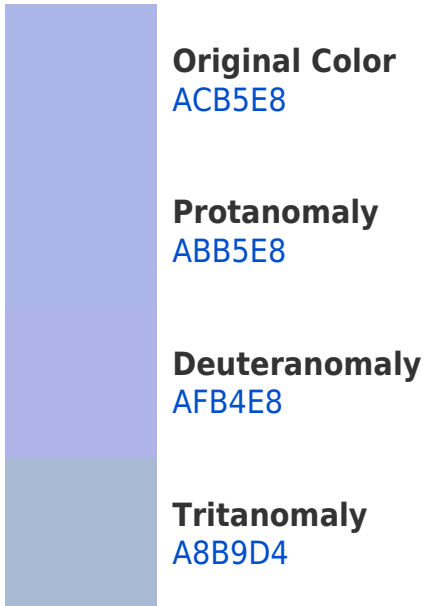 Original Color
ACB5E8
Protanomaly
ABB5E8
Deuteranomaly
AFB4E8
Tritanomaly
A8B9D4